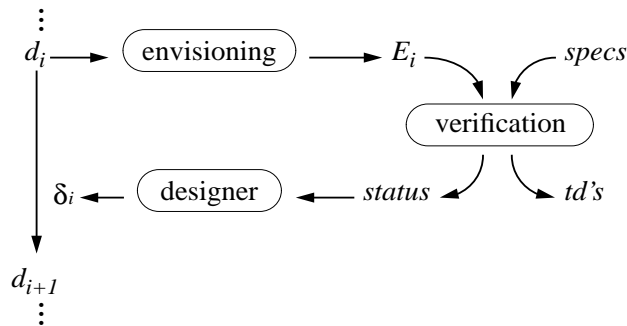 ⋮
d_i envisioning E_i specs
verification
δ_i designer status td's
d_{i+1}
⋮